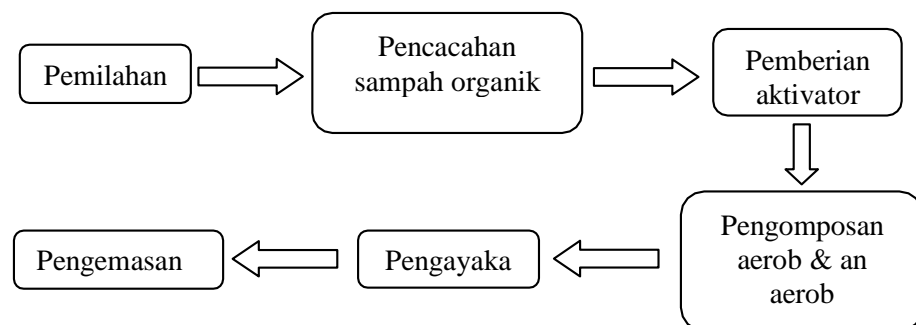 Pemilahan
Pencacahan
sampah organik
Pemberian
aktivator
Pengomposan
aerob & an
aerob
Pengayaka
Pengemasan